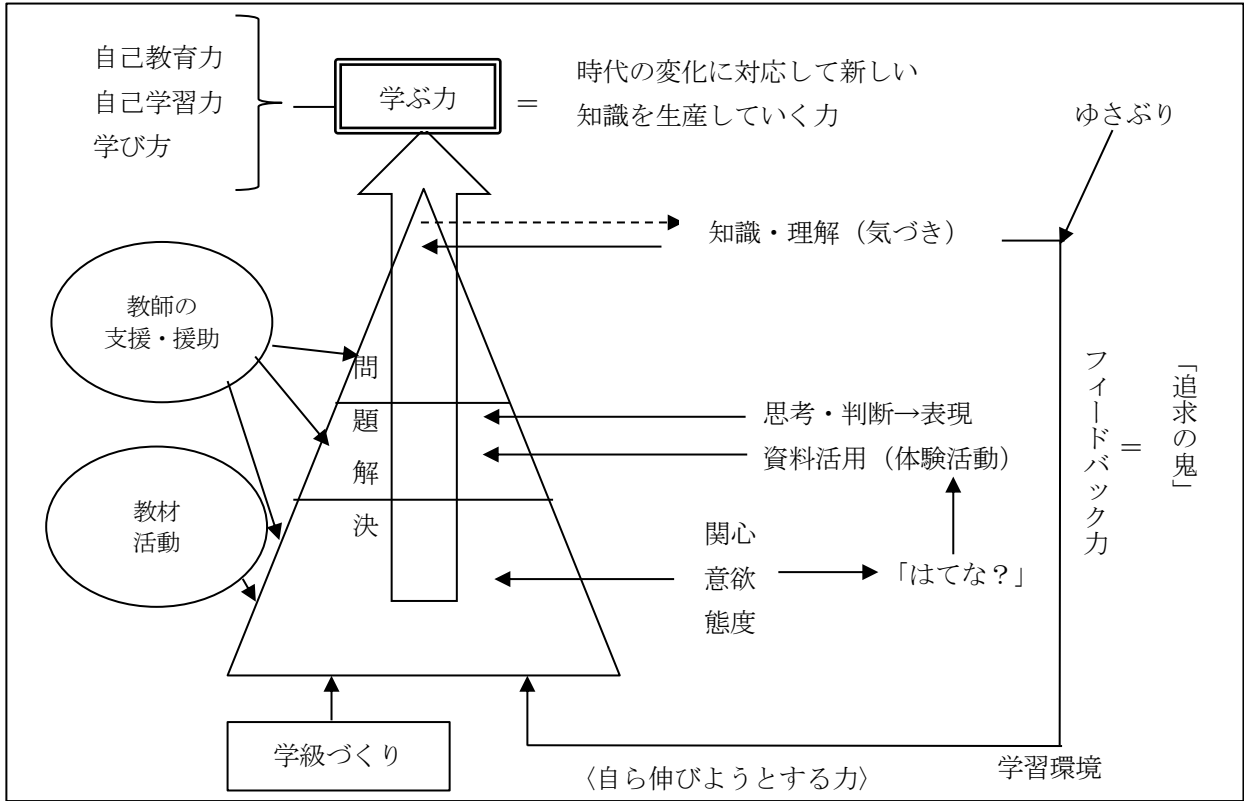 自己教育力
自己学習力
学び方
学ぶ力
=
時代の変化に対応して新しい
知識を生産していく力
ゆさぶり
知識・理解（気づき）
教師の
支援・援助
問題解決
思考・判断→表現
資料活用（体験活動）
教材
活動
関心
意欲
態度
「はてな？」
フィードバック力
=
「追求の鬼」
学級づくり
〈自ら伸びようとする力〉
学習環境